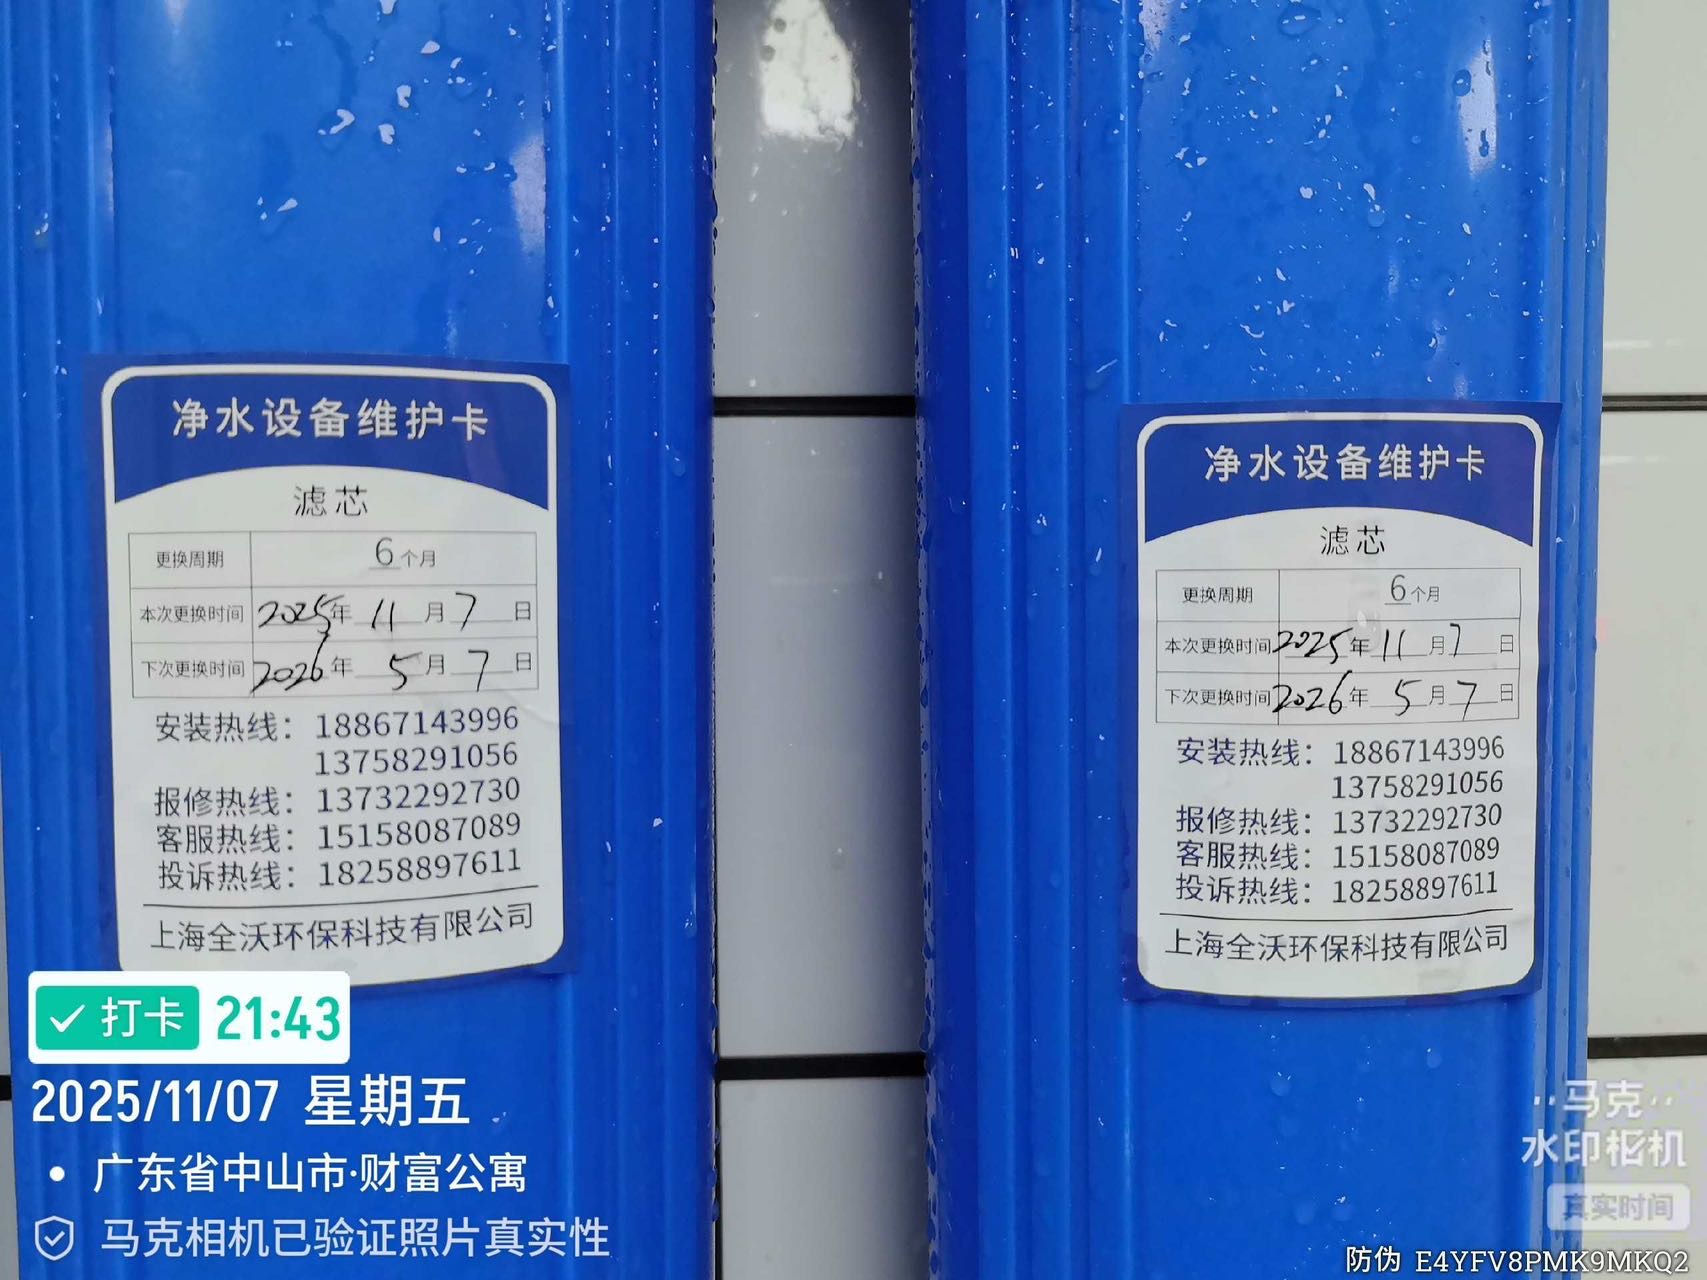 净水设备维护卡
滤芯
更换周期 6个月
本次更换时间 2025年11月7日
下次更换时间 2026年5月7日
安装热线：18867143996
13758291056
报修热线：13732292730
客服热线：15158087089
投诉热线：18258897611
上海全沃环保科技有限公司
净水设备维护卡
滤芯
更换周期 6个月
本次更换时间 2025年11月7日
下次更换时间 2026年5月7日
安装热线：18867143996
13758291056
报修热线：13732292730
客服热线：15158087089
投诉热线：18258897611
上海全沃环保科技有限公司
打卡 21:43
2025/11/07 星期五
广东省中山市·财富公寓
马克相机已验证照片真实性
马克
水印相机
真实时间
防伪 E4YFV8PMK9MKQ2